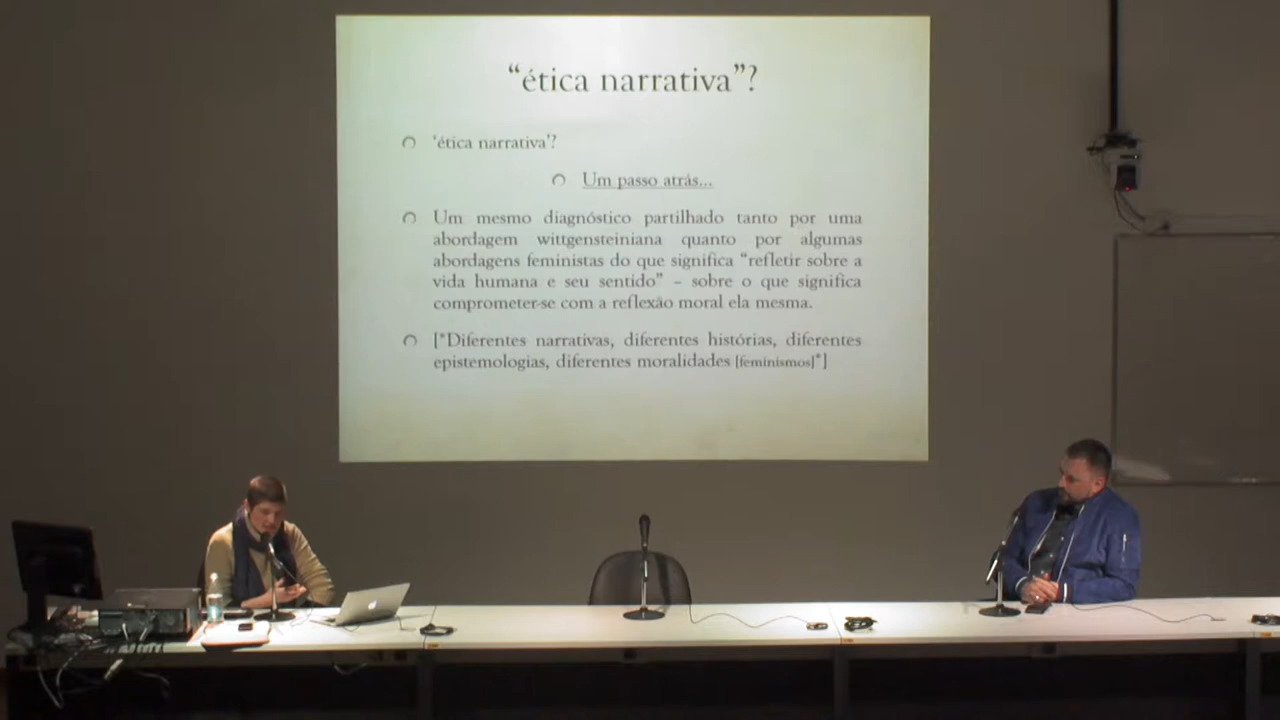 “ética narrativa”?
‘ética narrativa’?
Um passo atrás...
Um mesmo diagnóstico partilhado tanto por uma
abordagem wittgensteiniana quanto por algumas
abordagens feministas do que significa “refletir sobre a
vida humana e seu sentido” – sobre o que significa
comprometer-se com a reflexão moral ela mesma.
[*Diferentes narrativas, diferentes histórias, diferentes
epistemologias, diferentes moralidades [feminismos]*]